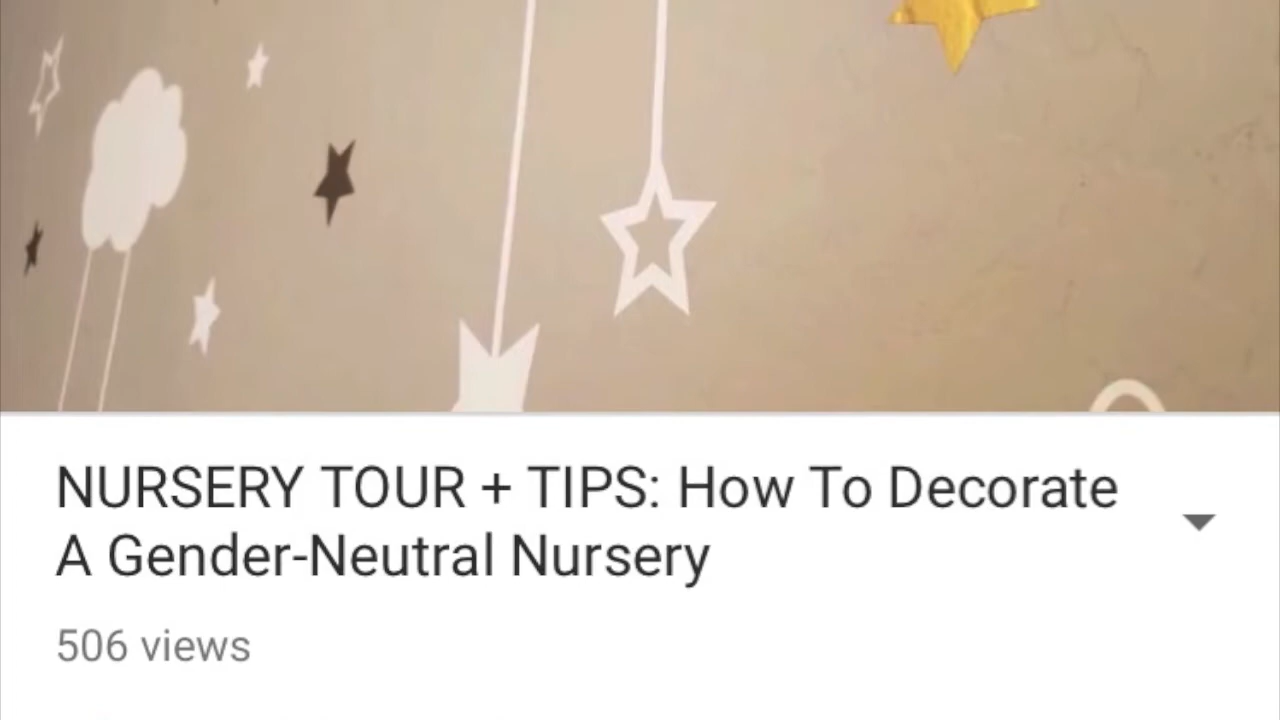 NURSERY TOUR + TIPS: How To Decorate
A Gender-Neutral Nursery
506 views